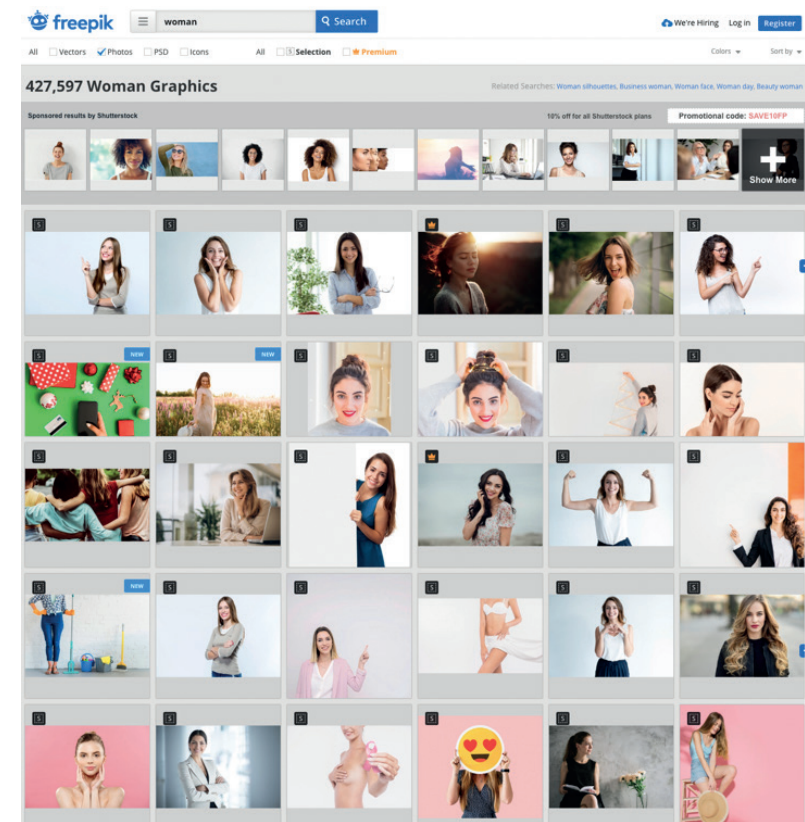 freepik woman Search We're Hiring Log in Register
All Vectors Photos PSD Icons All S Selection Premium Colors Sort by
427,597 Woman Graphics Related Searches: Woman silhouettes, Business woman, Woman face, Woman day, Beauty woman
Sponsored results by Shutterstock 10% off for all Shutterstock plans Promotional code: SAVE10FP
Show More
S S S S S
S NEW S NEW S S S S
S S S S S
S NEW S S S S S
S S S S S S